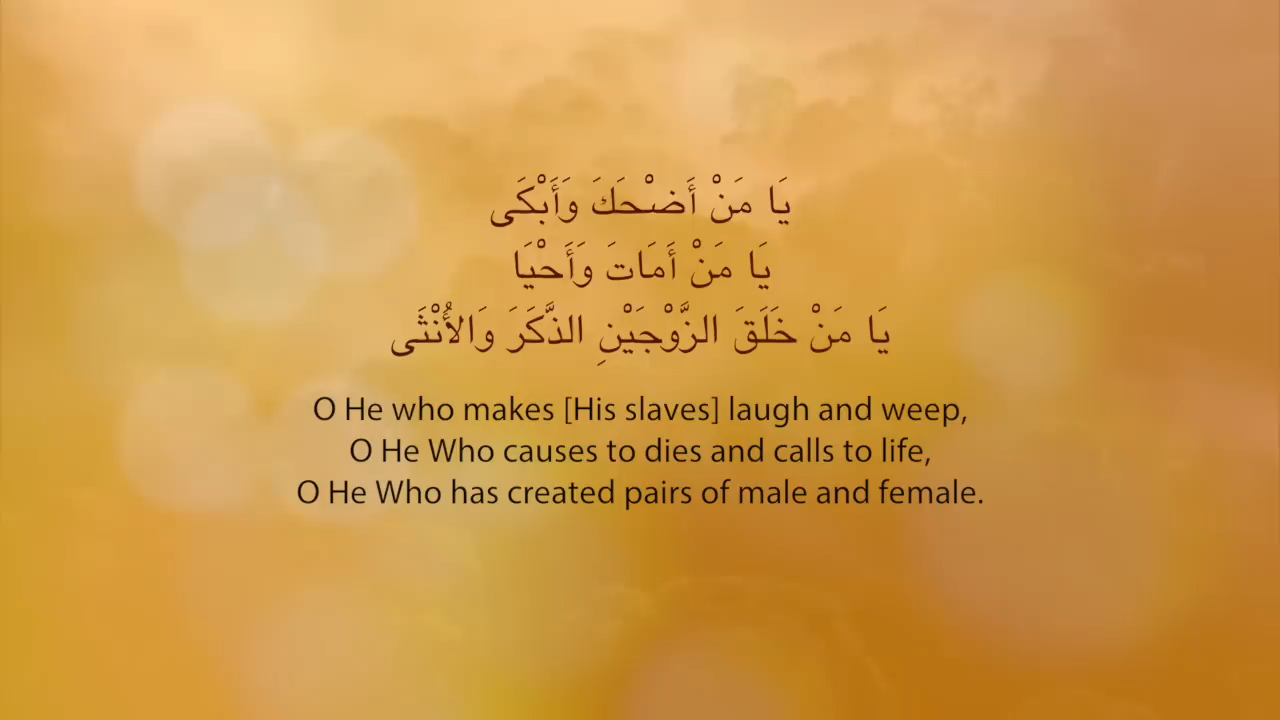 يَا مَنْ أَضْحَكَ وَأَبْكَى
يَا مَنْ أَمَاتَ وَأَحْيَا
يَا مَنْ خَلَقَ الزَّوْجَيْنِ الذَّكَرَ وَالأُنْثَى
O He who makes [His slaves] laugh and weep,
O He Who causes to dies and calls to life,
O He Who has created pairs of male and female.